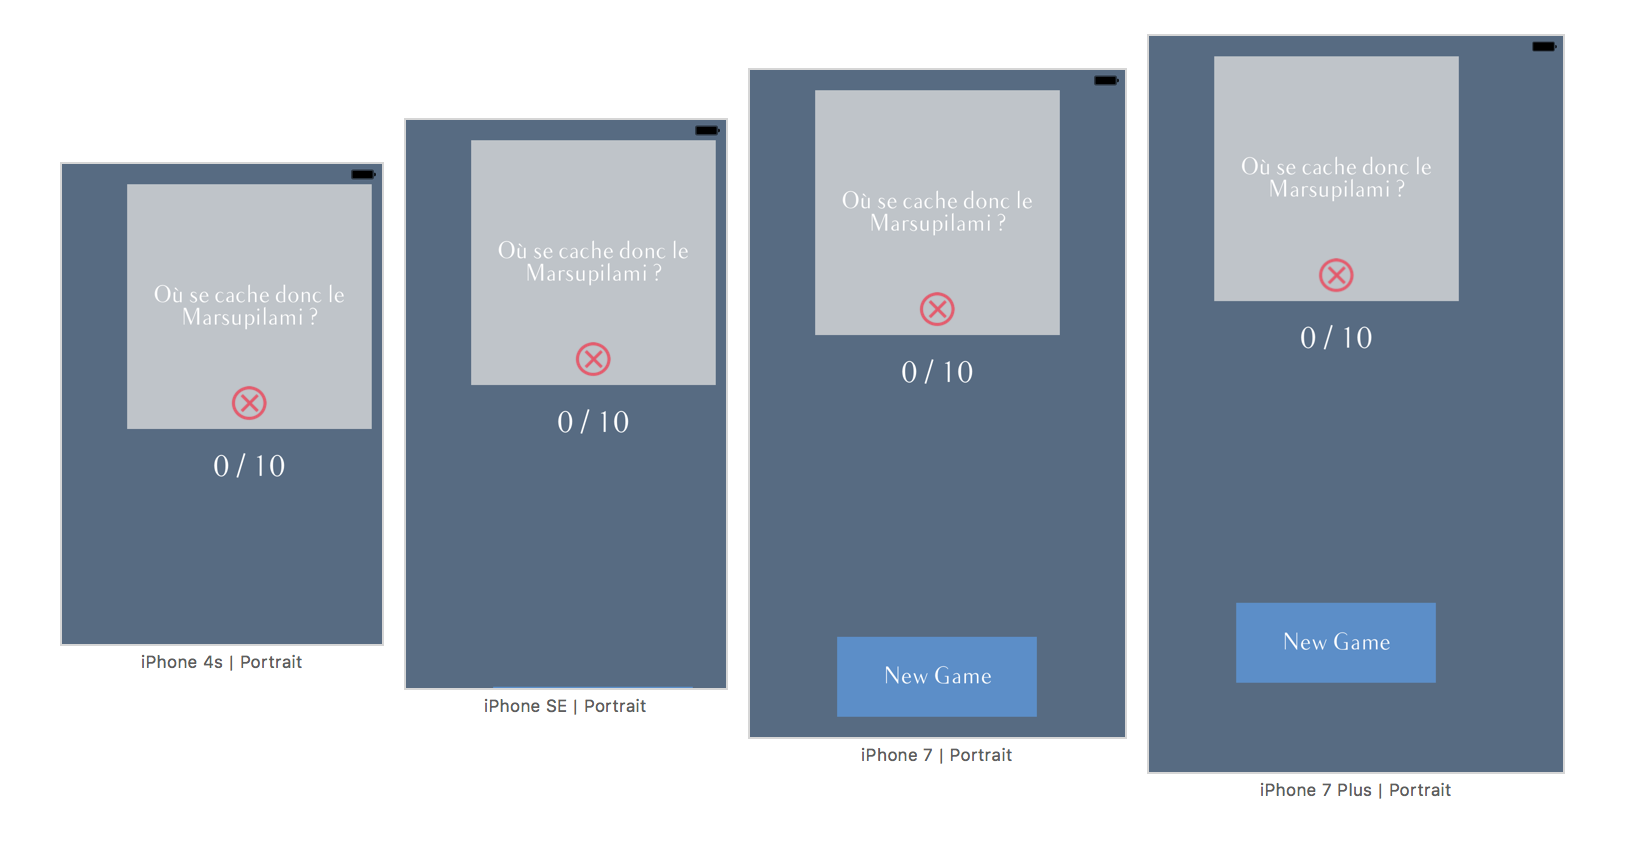 Où se cache donc le
Marsupilami ?
0 / 10
iPhone 4s | Portrait
Où se cache donc le
Marsupilami ?
0 / 10
iPhone SE | Portrait
Où se cache donc le
Marsupilami ?
0 / 10
New Game
iPhone 7 | Portrait
Où se cache donc le
Marsupilami ?
0 / 10
New Game
iPhone 7 Plus | Portrait